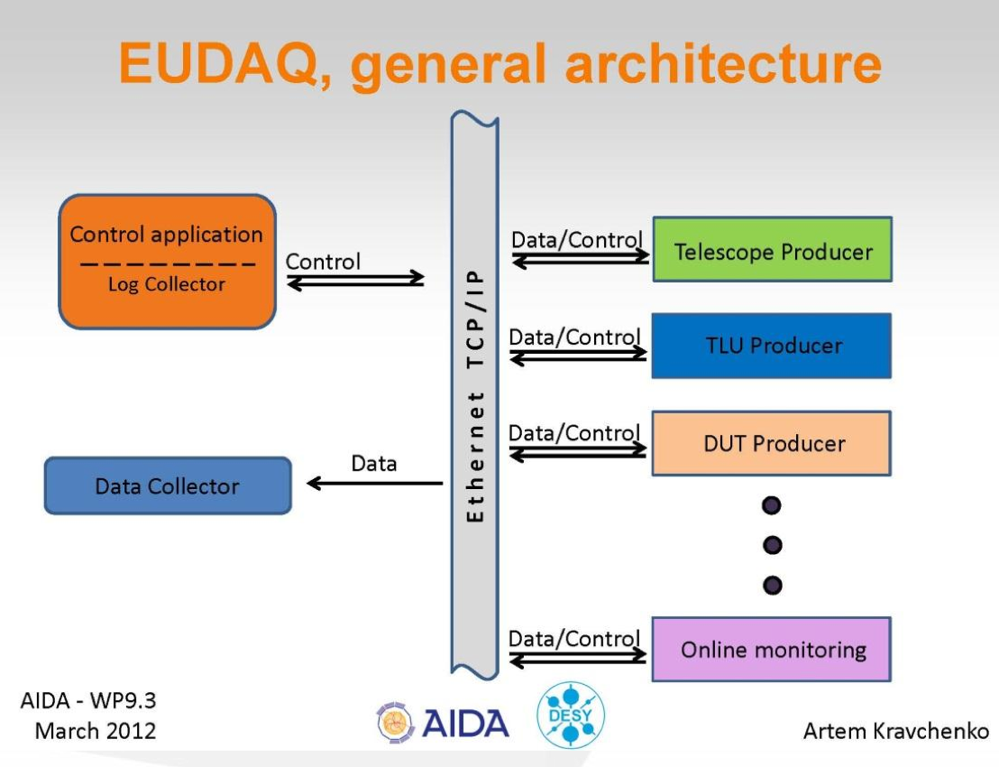 EUDAQ, general architecture
Control application
Log Collector
Control
Data Collector
Data
Ethernet TCP/IP
Data/Control
Telescope Producer
Data/Control
TLU Producer
Data/Control
DUT Producer
Data/Control
Online monitoring
AIDA - WP9.3
March 2012
AIDA
DESY
Artem Kravchenko